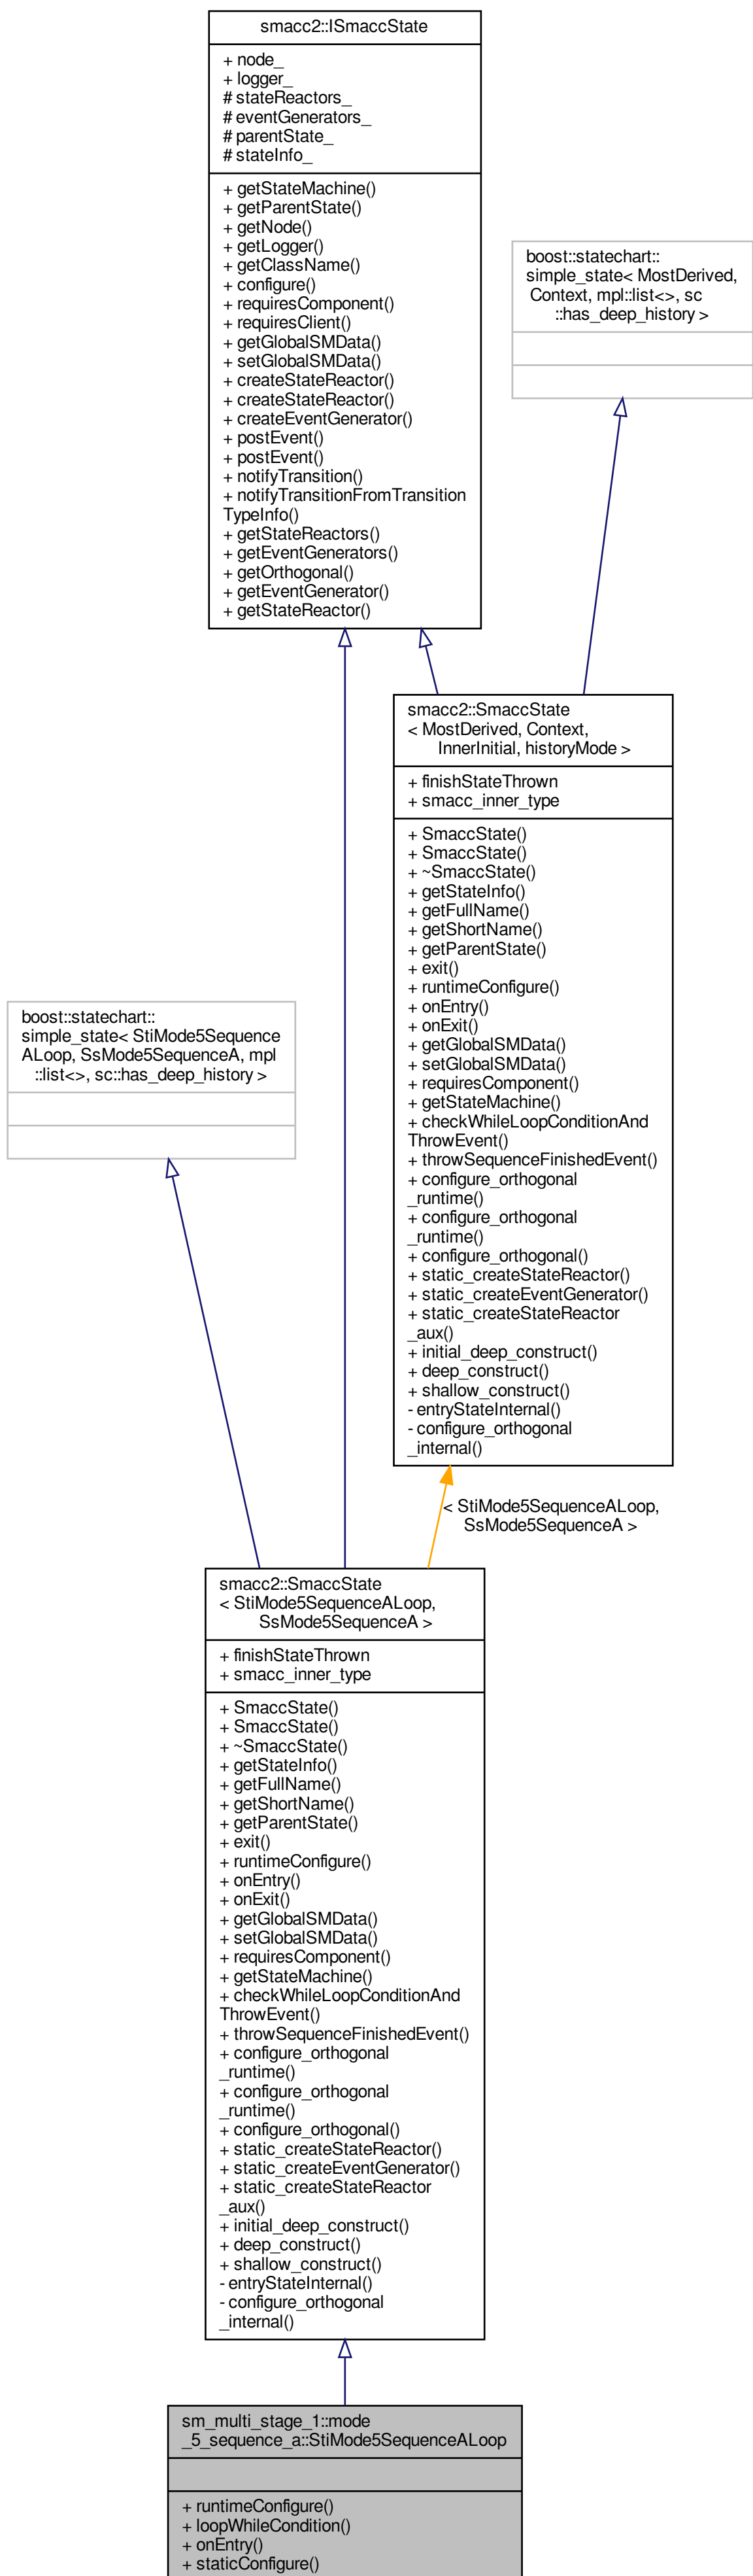 smacc2::ISmaccState
+ node_
+ logger_
# stateReactors_
# eventGenerators_
# parentState_
# stateInfo_
+ getStateMachine()
+ getParentState()
+ getNode()
+ getLogger()
+ getClassName()
+ configure()
+ requiresComponent()
+ requiresClient()
+ getGlobalSMData()
+ setGlobalSMData()
+ createStateReactor()
+ createStateReactor()
+ createEventGenerator()
+ postEvent()
+ postEvent()
+ notifyTransition()
+ notifyTransitionFromTransition
TypeInfo()
+ getStateReactors()
+ getEventGenerators()
+ getOrthogonal()
+ getEventGenerator()
+ getStateReactor()
boost::statechart::
simple_state< MostDerived,
Context, mpl::list<>, sc
::has_deep_history >
smacc2::SmaccState
< MostDerived, Context,
InnerInitial, historyMode >
+ finishStateThrown
+ smacc_inner_type
+ SmaccState()
+ SmaccState()
+ ~SmaccState()
+ getStateInfo()
+ getFullName()
+ getShortName()
+ getParentState()
+ exit()
+ runtimeConfigure()
+ onEntry()
+ onExit()
+ getGlobalSMData()
+ setGlobalSMData()
+ requiresComponent()
+ getStateMachine()
+ checkWhileLoopConditionAnd
ThrowEvent()
+ throwSequenceFinishedEvent()
+ configure_orthogonal
_runtime()
+ configure_orthogonal
_runtime()
+ configure_orthogonal()
+ static_createStateReactor()
+ static_createEventGenerator()
+ static_createStateReactor
_aux()
+ initial_deep_construct()
+ deep_construct()
+ shallow_construct()
- entryStateInternal()
- configure_orthogonal
_internal()
boost::statechart::
simple_state< StiMode5Sequence
ALoop, SsMode5SequenceA, mpl
::list<>, sc::has_deep_history >
< StiMode5SequenceALoop,
SsMode5SequenceA >
smacc2::SmaccState
< StiMode5SequenceALoop,
SsMode5SequenceA >
+ finishStateThrown
+ smacc_inner_type
+ SmaccState()
+ SmaccState()
+ ~SmaccState()
+ getStateInfo()
+ getFullName()
+ getShortName()
+ getParentState()
+ exit()
+ runtimeConfigure()
+ onEntry()
+ onExit()
+ getGlobalSMData()
+ setGlobalSMData()
+ requiresComponent()
+ getStateMachine()
+ checkWhileLoopConditionAnd
ThrowEvent()
+ throwSequenceFinishedEvent()
+ configure_orthogonal
_runtime()
+ configure_orthogonal
_runtime()
+ configure_orthogonal()
+ static_createStateReactor()
+ static_createEventGenerator()
+ static_createStateReactor
_aux()
+ initial_deep_construct()
+ deep_construct()
+ shallow_construct()
- entryStateInternal()
- configure_orthogonal
_internal()
sm_multi_stage_1::mode
_5_sequence_a::StiMode5SequenceALoop
+ runtimeConfigure()
+ loopWhileCondition()
+ onEntry()
+ staticConfigure()